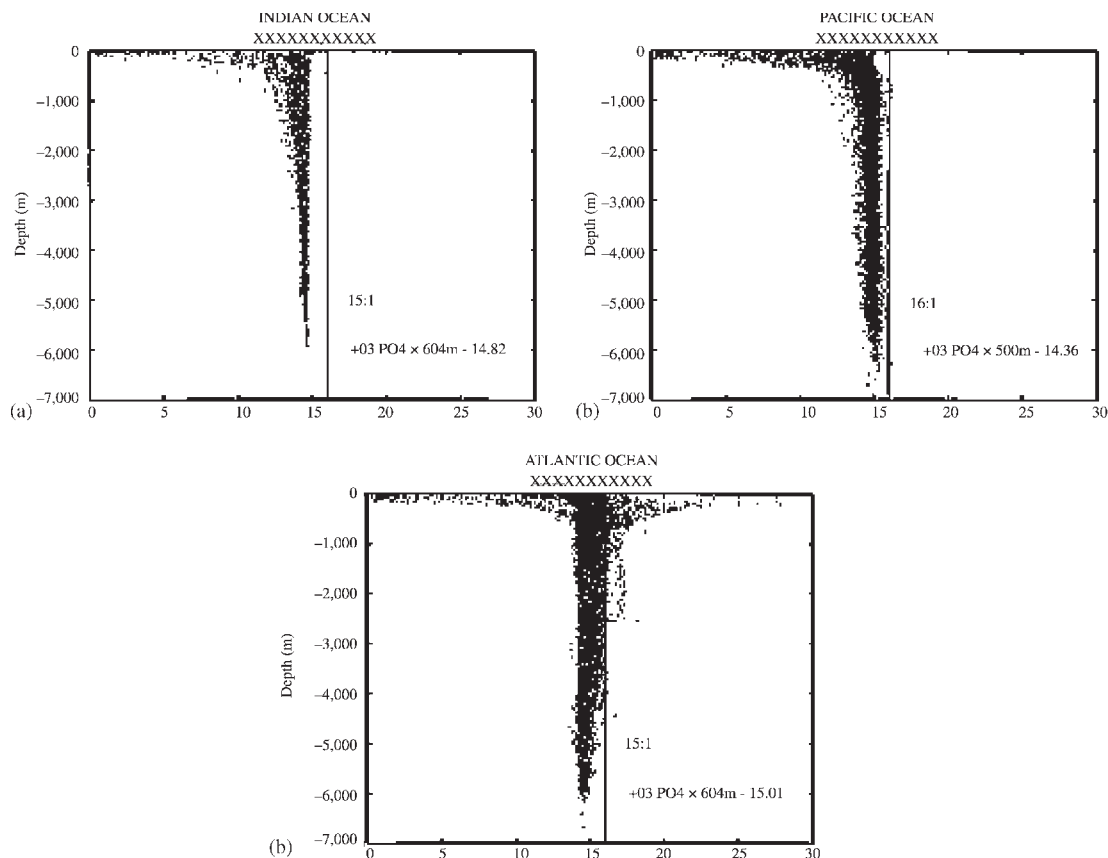 INDIAN OCEAN
XXXXXXXXXXX
0
−1,000
−2,000
−3,000
−4,000
−5,000
−6,000
−7,000
Depth (m)
15:1
+03 PO4 × 604m - 14.82
0 5 10 15 20 25 30
(a)
PACIFIC OCEAN
XXXXXXXXXXX
0
−1,000
−2,000
−3,000
−4,000
−5,000
−6,000
−7,000
Depth (m)
16:1
+03 PO4 × 500m - 14.36
0 5 10 15 20 25 30
(b)
ATLANTIC OCEAN
XXXXXXXXXXX
0
−1,000
−2,000
−3,000
−4,000
−5,000
−6,000
−7,000
Depth (m)
15:1
+03 PO4 × 604m - 15.01
0 5 10 15 20 25 30
(b)